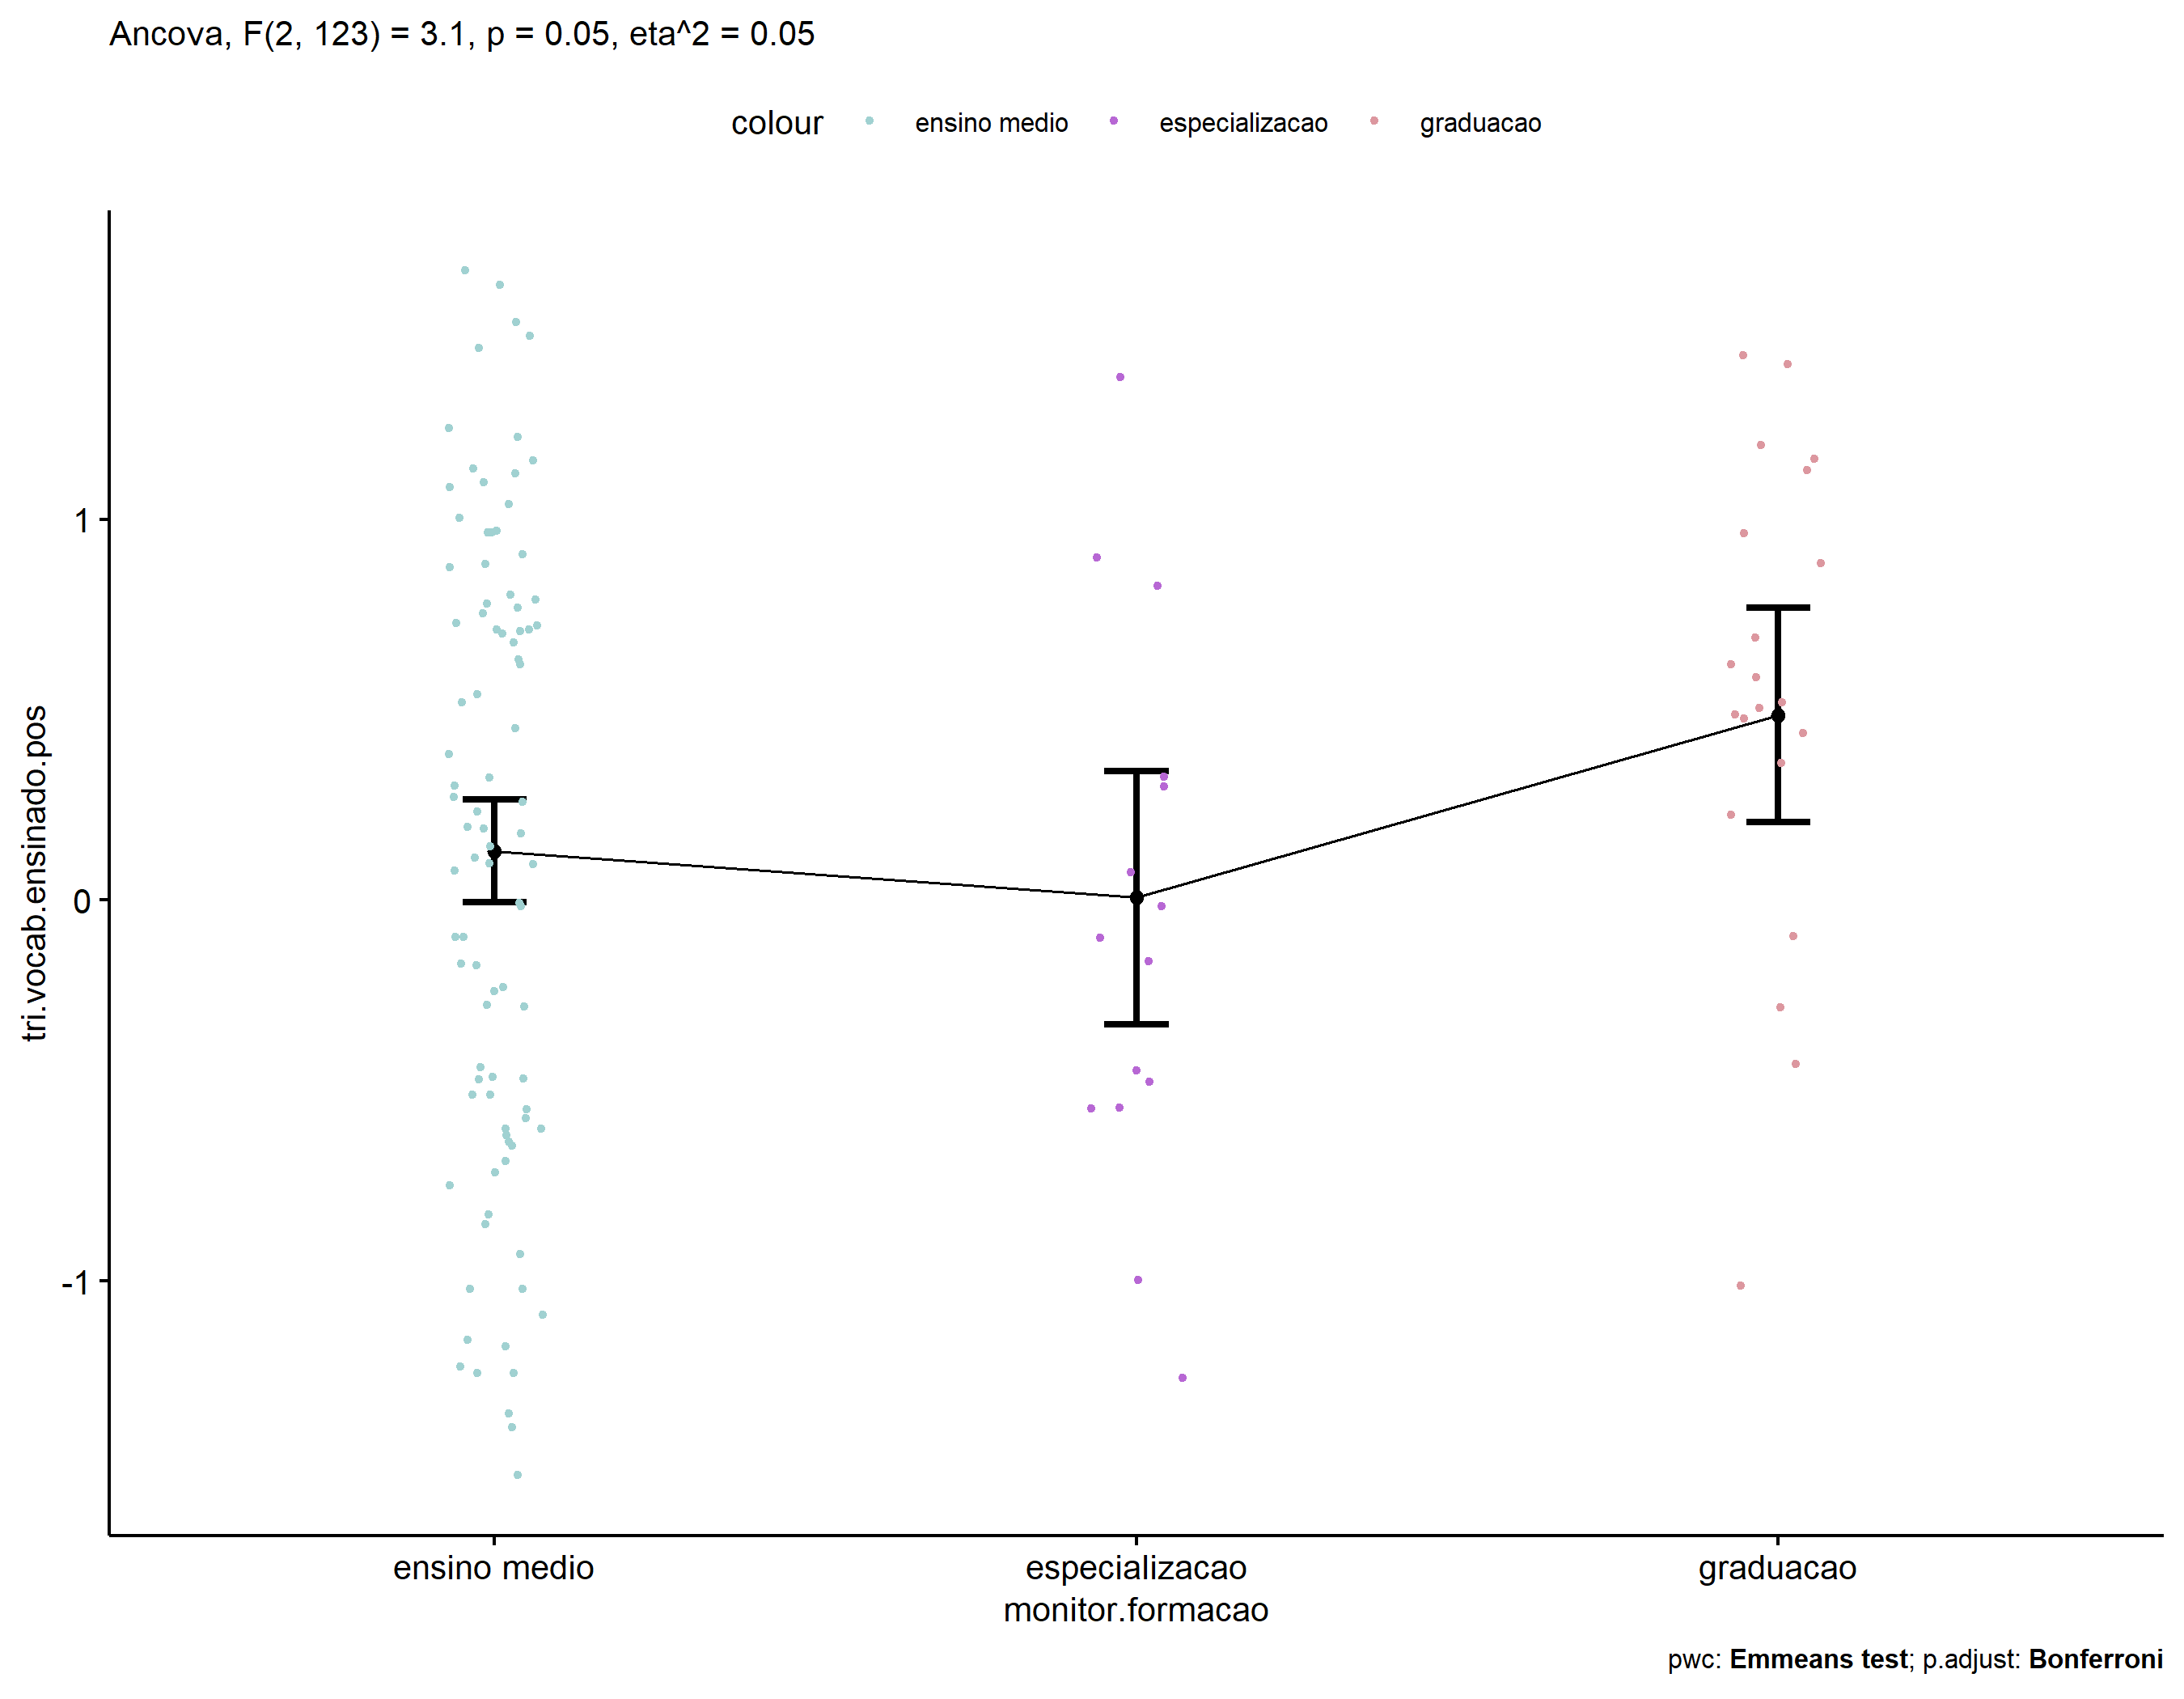 Ancova, F(2, 123) = 3.1, p = 0.05, eta^2 = 0.05
colour ensino medio especializacao graduacao
tri.vocab.ensinado.pos
1
0
-1
ensino medio especializacao graduacao
monitor.formacao
pwc: Emmeans test; p.adjust: Bonferroni